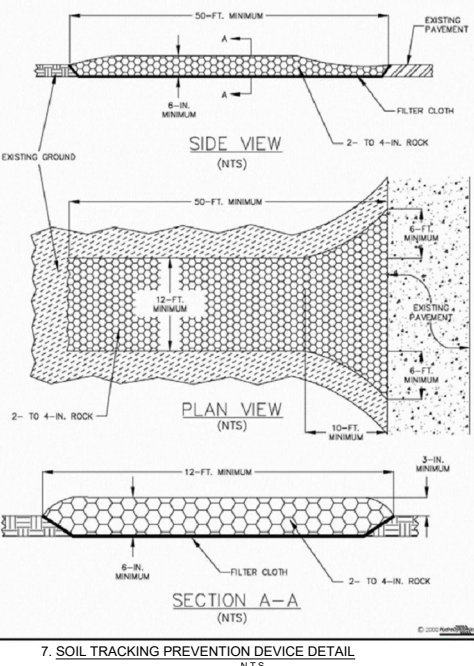 50-FT. MINIMUM
A
EXISTING
PAVEMENT
6-IN.
MINIMUM
A
FILTER CLOTH
SIDE VIEW
(NTS)
2- TO 4-IN. ROCK
EXISTING GROUND
50-FT. MINIMUM
6-FT.
MINIMUM
12-FT.
MINIMUM
EXISTING
PAVEMENT
6-FT.
MINIMUM
2- TO 4-IN. ROCK
PLAN VIEW
(NTS)
10-FT.
MINIMUM
12-FT. MINIMUM
3-IN.
MINIMUM
6-IN.
MINIMUM
FILTER CLOTH
2- TO 4-IN. ROCK
SECTION A-A
(NTS)
© 2000
7. SOIL TRACKING PREVENTION DEVICE DETAIL
N.T.S.